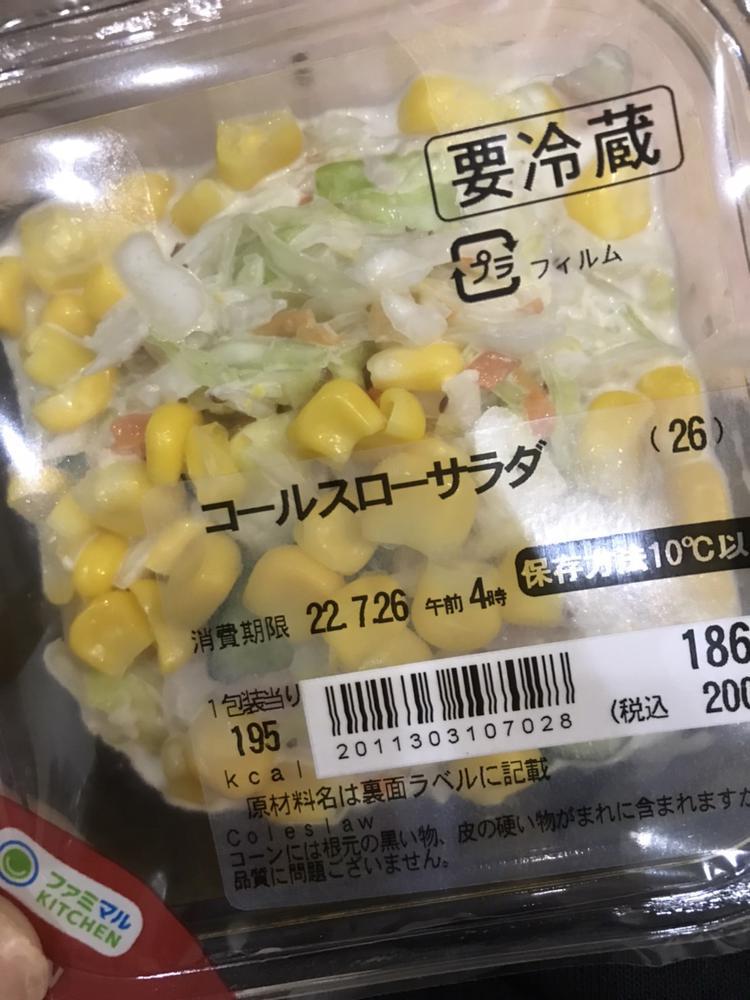 要冷蔵
プラ フィルム
(26)
コールスローサラダ
保存方法10℃以
消費期限 22.7.26 午前 4時
186
(税込 200
1包装当り
195
kcal
2011303107028
原材料名は裏面ラベルに記載
Coleslaw
コーンには根元の黒い物、皮の硬い物がまれに含まれますが
品質に問題ございません。
ファミマル
KITCHEN